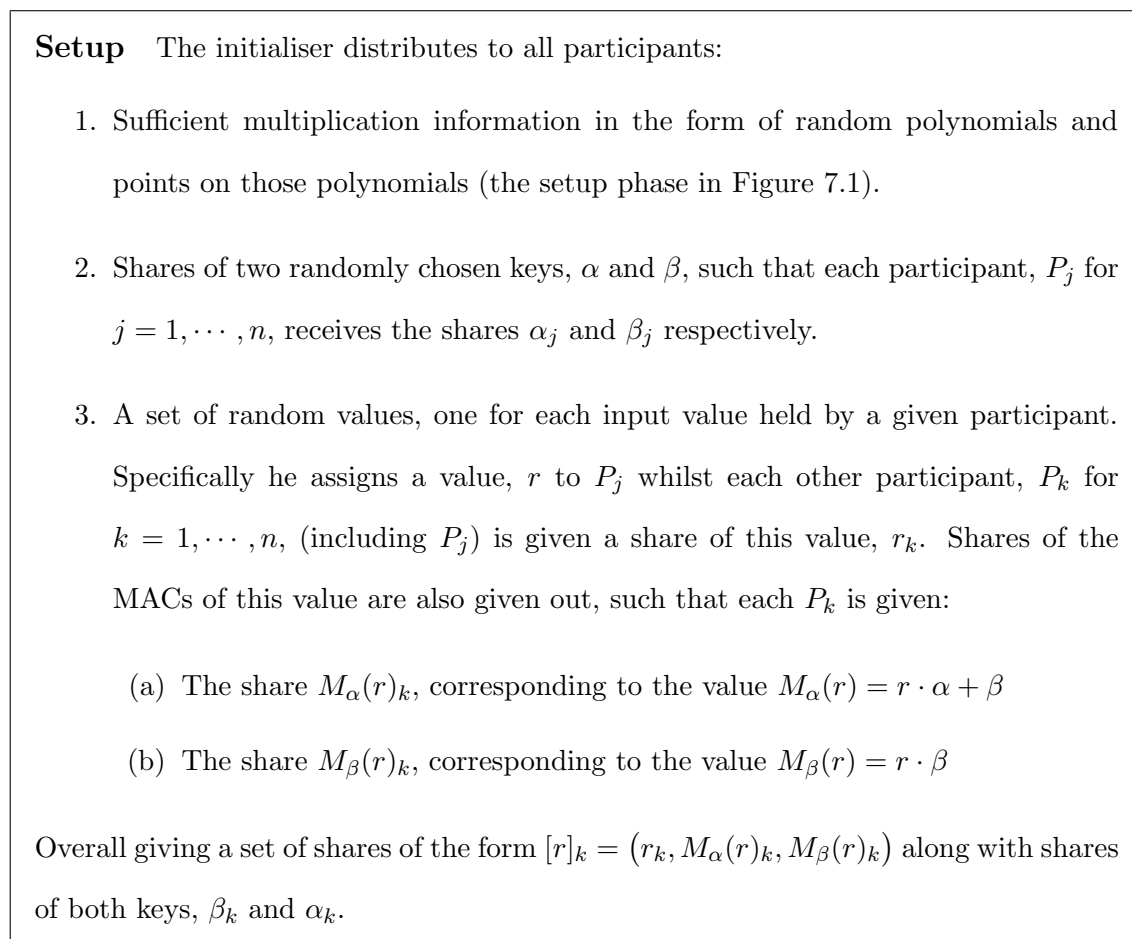 Setup The initialiser distributes to all participants:
1. Sufficient multiplication information in the form of random polynomials and
points on those polynomials (the setup phase in Figure 7.1).
2. Shares of two randomly chosen keys, α and β, such that each participant, P_j for
j = 1, ⋯ , n, receives the shares α_j and β_j respectively.
3. A set of random values, one for each input value held by a given participant.
Specifically he assigns a value, r to P_j whilst each other participant, P_k for
k = 1, ⋯ , n, (including P_j) is given a share of this value, r_k. Shares of the
MACs of this value are also given out, such that each P_k is given:
(a) The share M_α(r)_k, corresponding to the value M_α(r) = r · α + β
(b) The share M_β(r)_k, corresponding to the value M_β(r) = r · β
Overall giving a set of shares of the form [r]_k = (r_k, M_α(r)_k, M_β(r)_k) along with shares
of both keys, β_k and α_k.